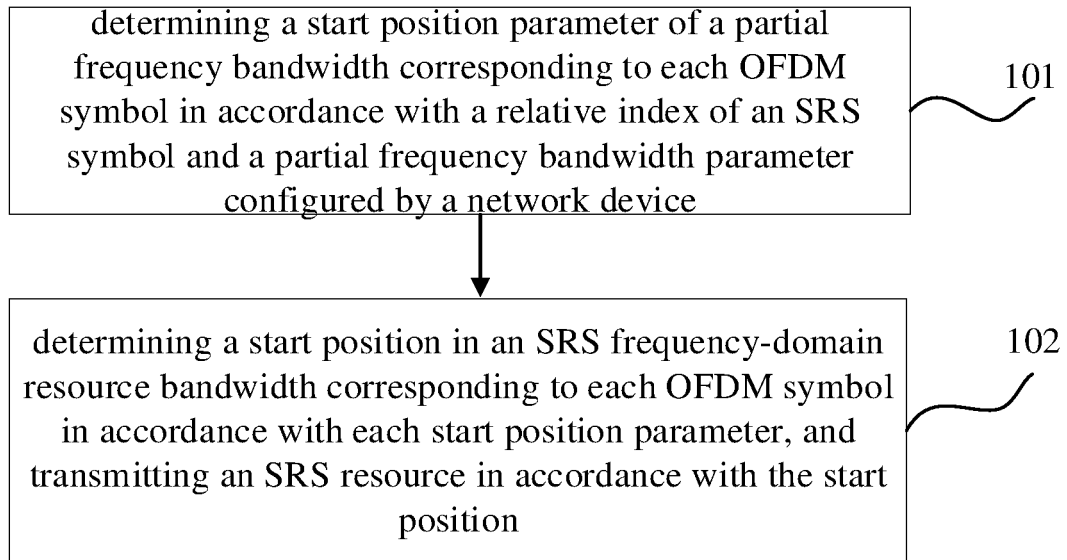 determining a start position parameter of a partial
frequency bandwidth corresponding to each OFDM
symbol in accordance with a relative index of an SRS
symbol and a partial frequency bandwidth parameter
configured by a network device
101
determining a start position in an SRS frequency-domain
resource bandwidth corresponding to each OFDM symbol
in accordance with each start position parameter, and
transmitting an SRS resource in accordance with the start
position
102